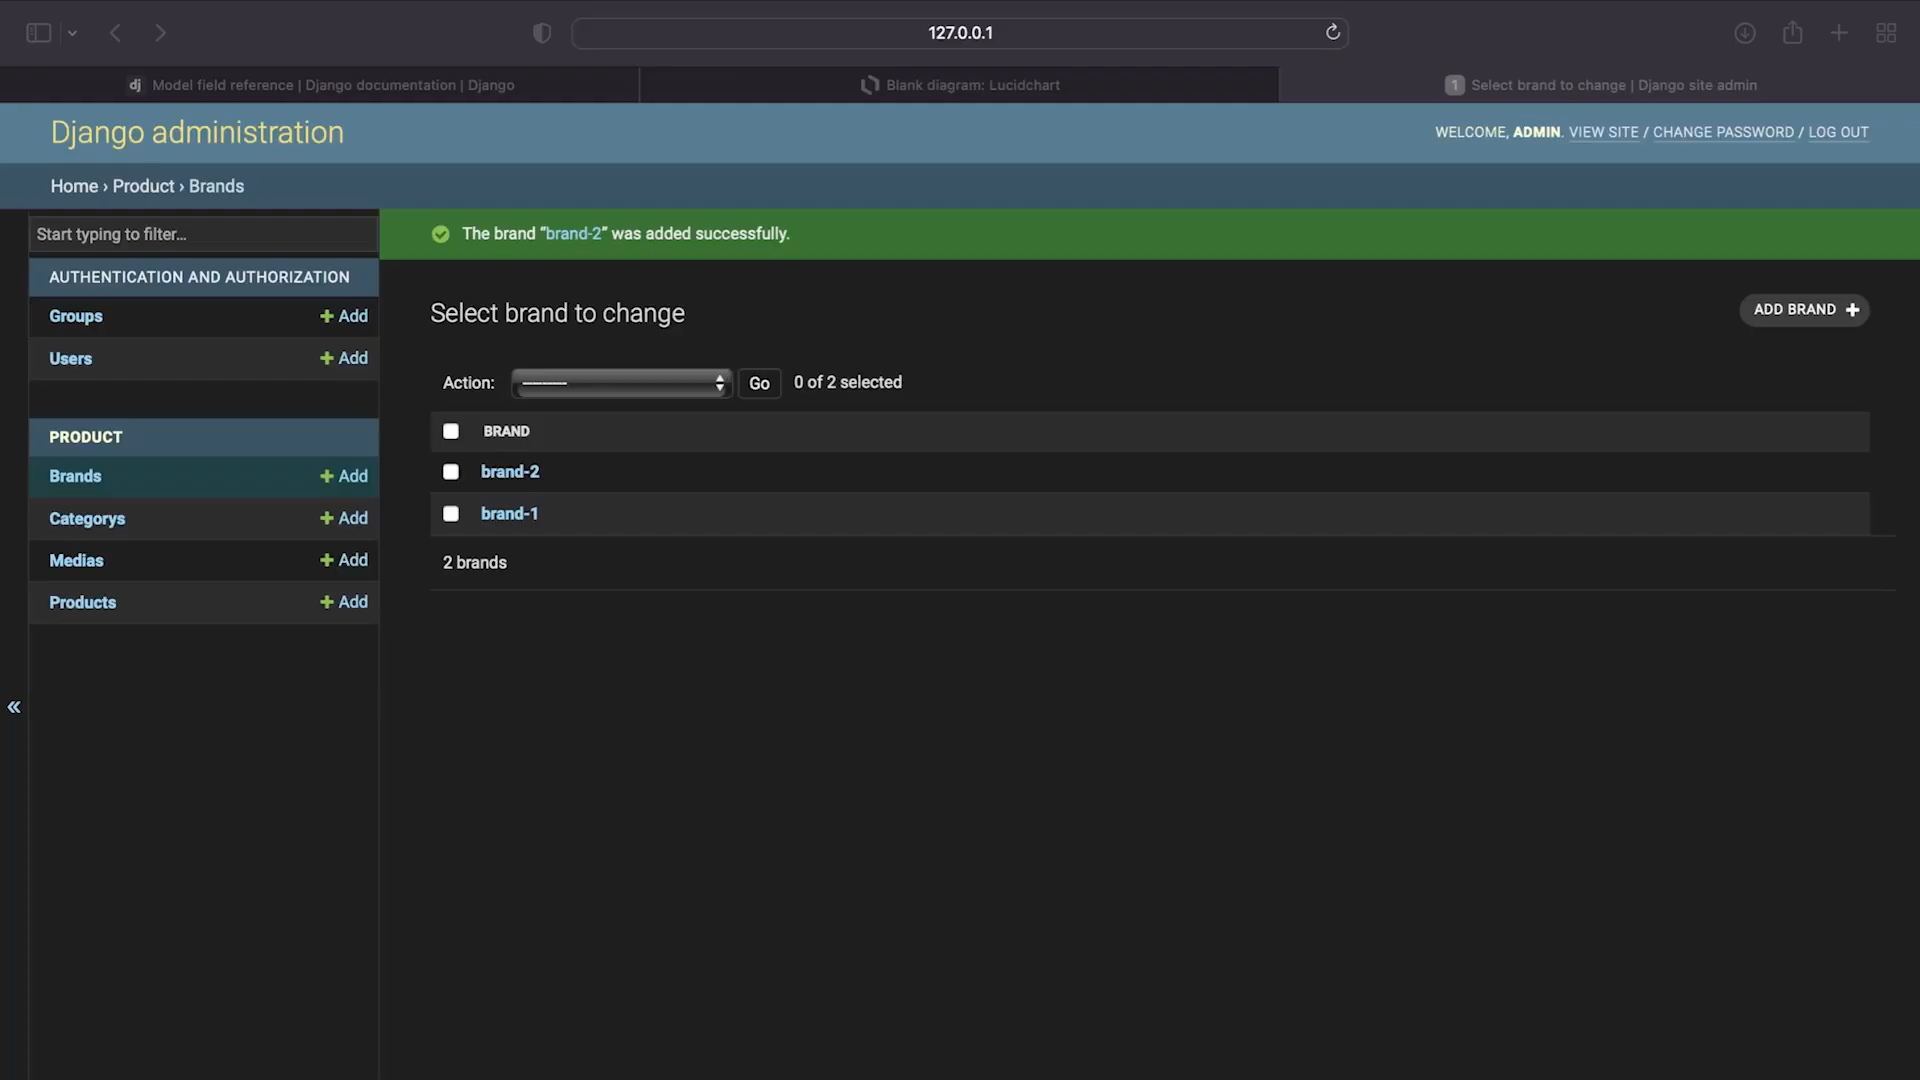 127.0.0.1
dj Model field reference | Django documentation | Django
Blank diagram: Lucidchart
1 Select brand to change | Django site admin
Django administration
WELCOME, ADMIN. VIEW SITE / CHANGE PASSWORD / LOG OUT
Home › Product › Brands
Start typing to filter...
The brand “brand-2” was added successfully.
AUTHENTICATION AND AUTHORIZATION
Groups + Add
Users + Add
PRODUCT
Brands + Add
Categorys + Add
Medias + Add
Products + Add
«
Select brand to change
ADD BRAND +
Action: --------- Go 0 of 2 selected
BRAND
brand-2
brand-1
2 brands